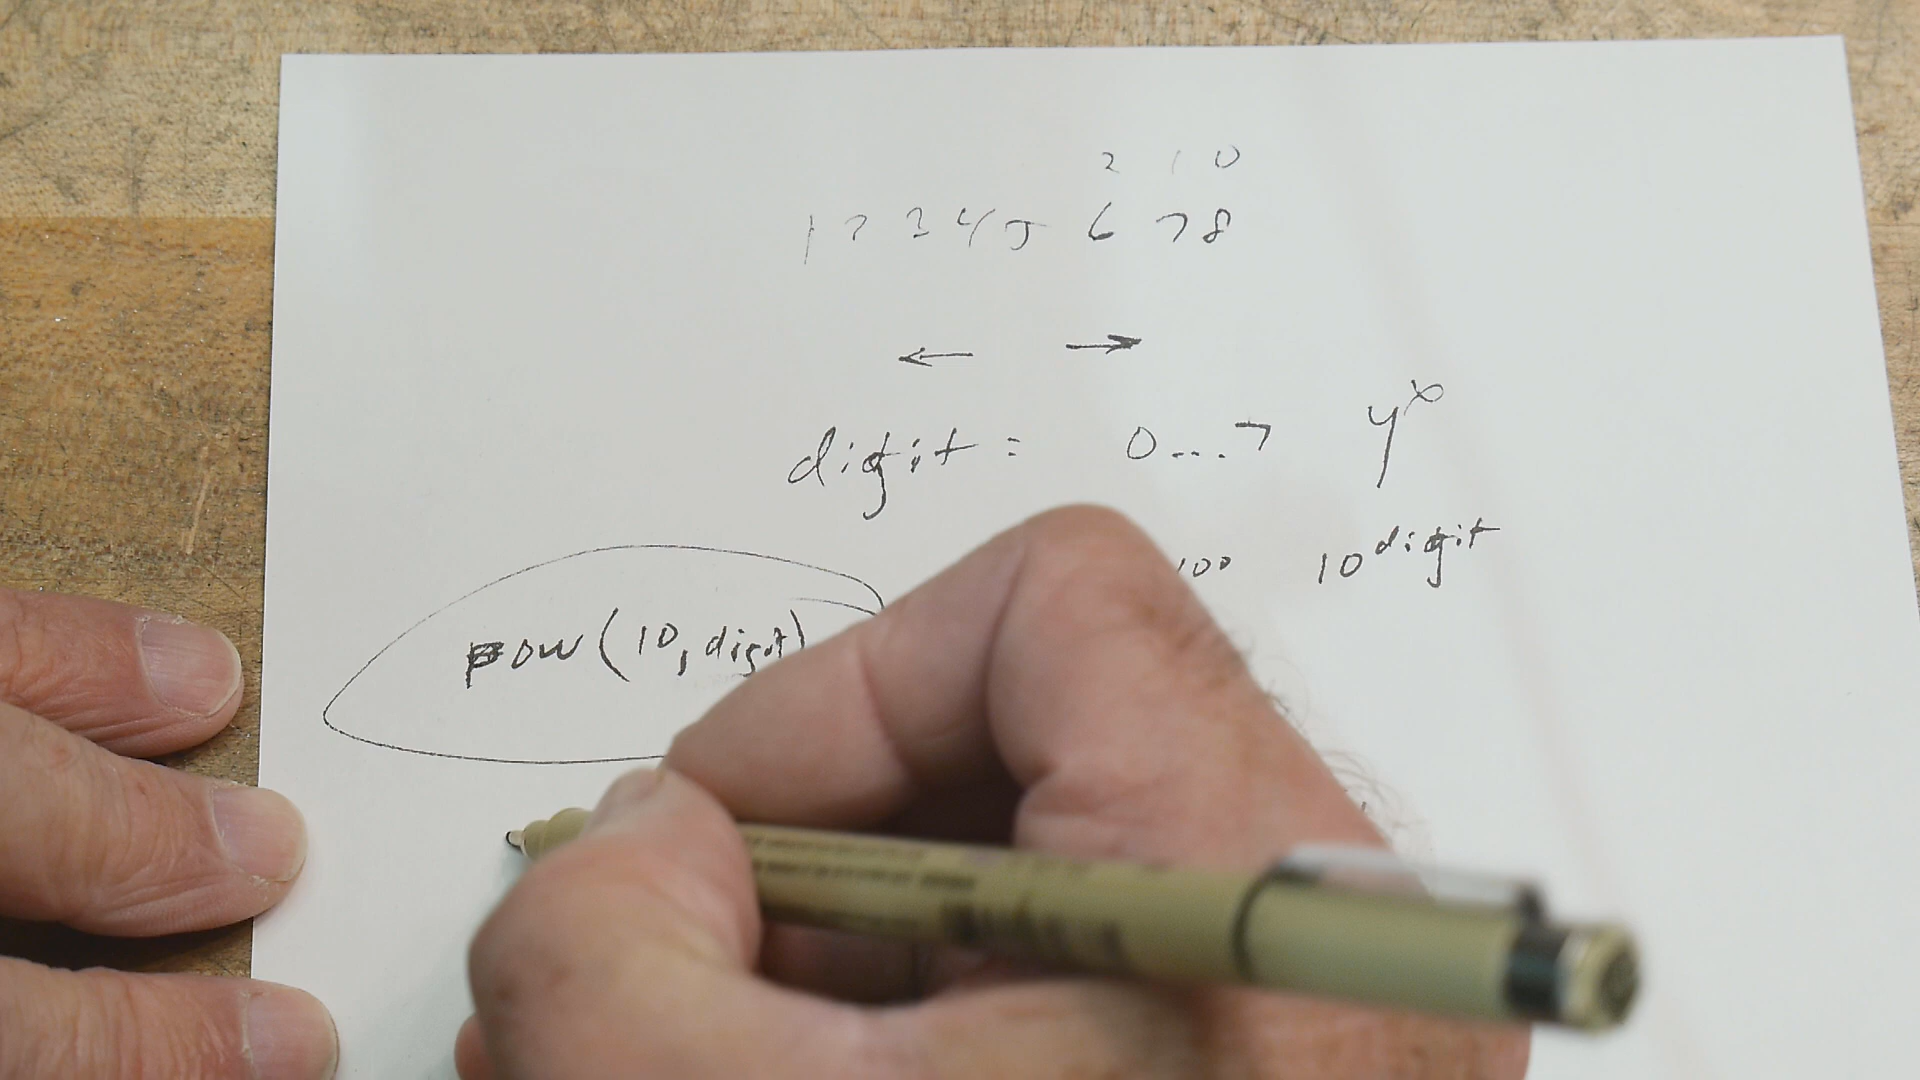 2 1 0
1 2 3 4 5 6 7 8
← →
digit : 0...7 y^x
100 10^digit
pow(10, digit)